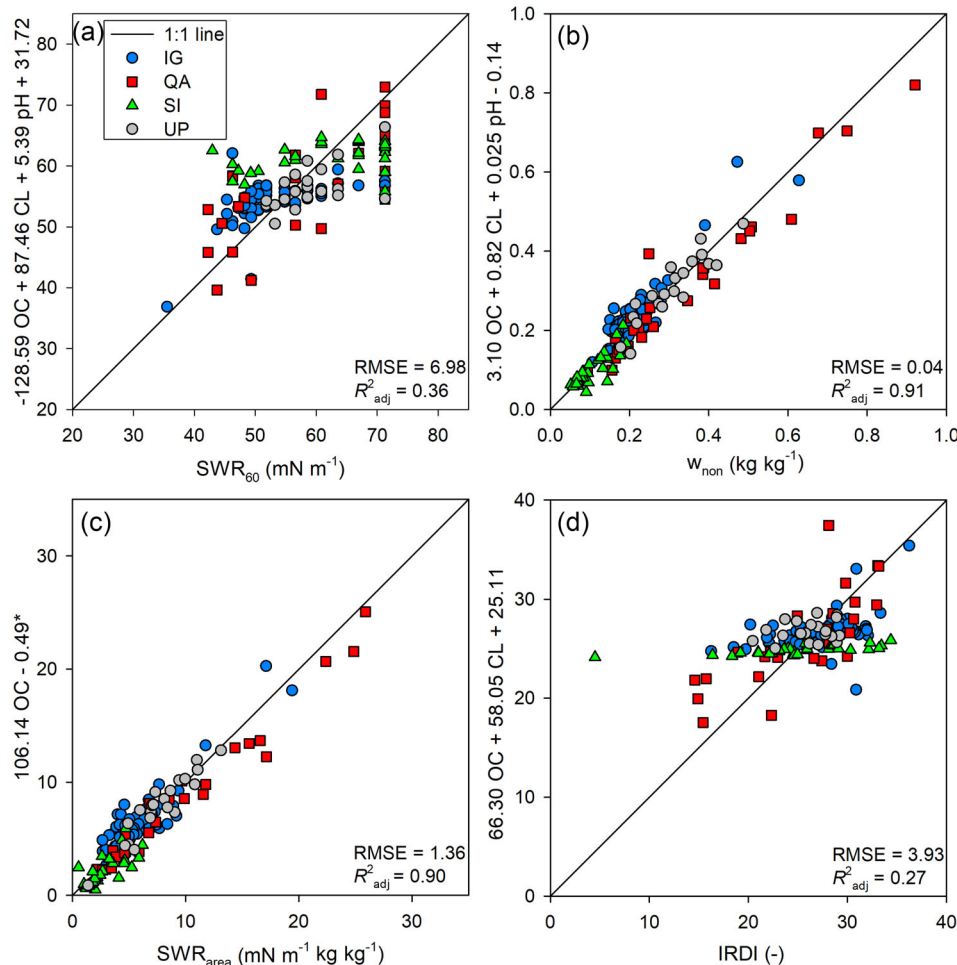 (a)
1:1 line
IG
QA
SI
UP
-128.59 OC + 87.46 CL + 5.39 pH + 31.72
80
70
60
50
40
30
20
RMSE = 6.98
R²adj = 0.36
20 30 40 50 60 70 80
SWR60 (mN m⁻¹)
(b)
3.10 OC + 0.82 CL + 0.025 pH - 0.14
1.0
0.8
0.6
0.4
0.2
0.0
RMSE = 0.04
R²adj = 0.91
0.0 0.2 0.4 0.6 0.8 1.0
wnon (kg kg⁻¹)
(c)
106.14 OC - 0.49*
30
20
10
0
RMSE = 1.36
R²adj = 0.90
0 10 20 30
SWRarea (mN m⁻¹ kg kg⁻¹)
(d)
66.30 OC + 58.05 CL + 25.11
40
30
20
10
0
RMSE = 3.93
R²adj = 0.27
0 10 20 30 40
IRDI (-)